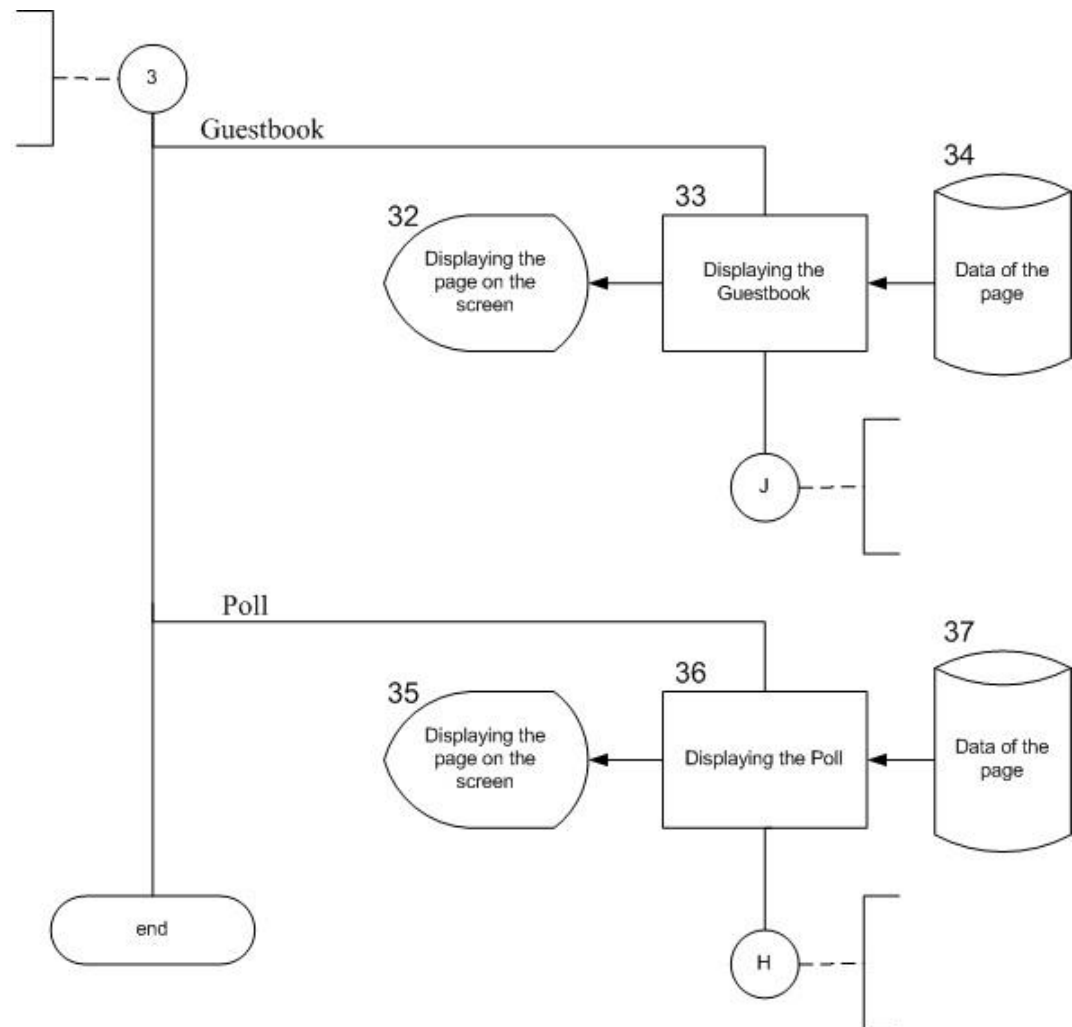 3
Guestbook
34
33
32
Displaying the
page on the
screen
Displaying the
Guestbook
Data of the
page
J
Poll
37
36
35
Displaying the
page on the
screen
Displaying the Poll
Data of the
page
end
H